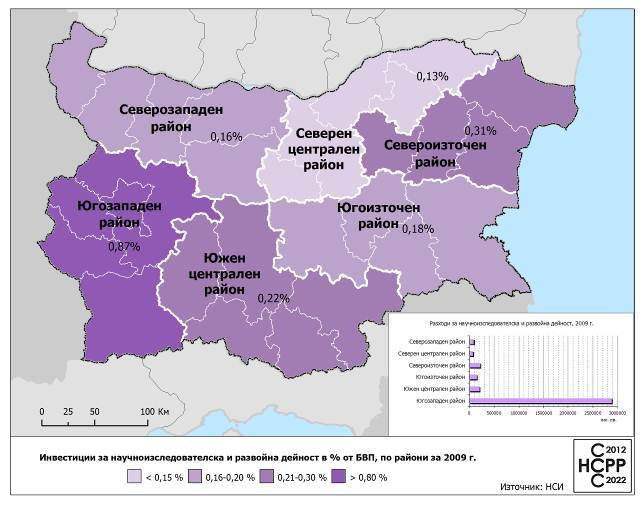 0,13%
Северозападен
район
0,16%
Северен
централен
район
0,31%
Североизточен
район
Югозападен
район
0,87%
Югоизточен
район
0,18%
Южен
централен
район
0,22%
Разходи за научноизследователска и развойна дейност, 2009 г.
Северозападен район
Северен централен район
Североизточен район
Югоизточен район
Южен централен район
Югозападен район
0 500000 1000000 1500000 2000000 2500000 3000000
0 25 50 100 Км
Инвестиции за научноизследователска и развойна дейност в % от БВП, по райони за 2009 г.
< 0,15 % 0,16-0,20 % 0,21-0,30 % > 0,80 %
Източник: НСИ
C 2012
НСРР
C 2022